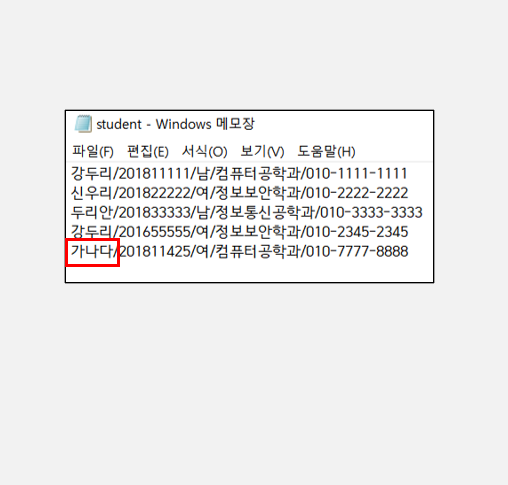 student - Windows 메모장
파일(F) 편집(E) 서식(O) 보기(V) 도움말(H)
강두리/201811111/남/컴퓨터공학과/010-1111-1111
신우리/201822222/여/정보보안학과/010-2222-2222
두리안/201833333/남/정보통신공학과/010-3333-3333
강두리/201655555/여/정보보안학과/010-2345-2345
가나다/201811425/여/컴퓨터공학과/010-7777-8888